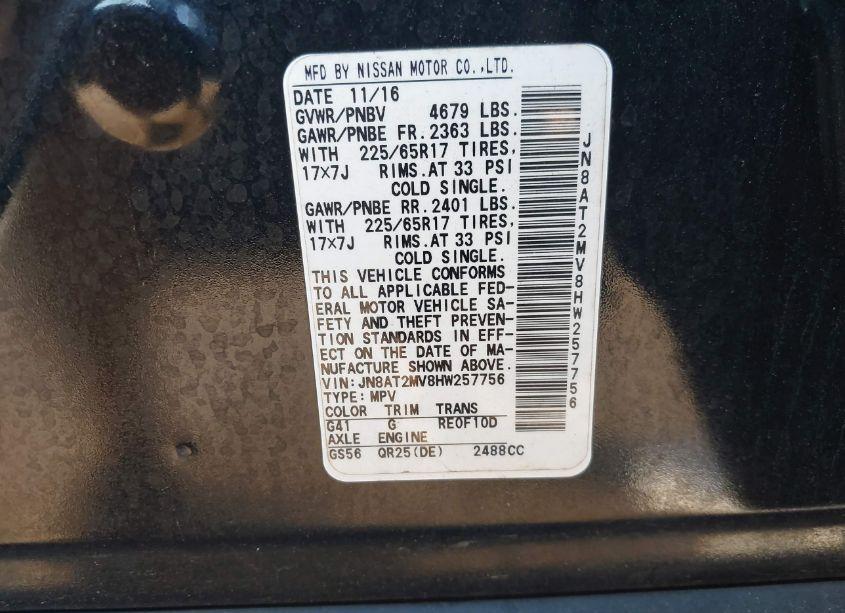 MFD BY NISSAN MOTOR CO.,LTD.
DATE 11/16
GVWR/PNBV 4679 LBS.
GAWR/PNBE FR.2363 LBS.
WITH 225/65R17 TIRES,
17×7J RIMS.AT 33 PSI
COLD SINGLE.
GAWR/PNBE RR.2401 LBS.
WITH 225/65R17 TIRES,
17×7J RIMS.AT 33 PSI
COLD SINGLE.
THIS VEHICLE CONFORMS
TO ALL APPLICABLE FED-
ERAL MOTOR VEHICLE SA-
FETY AND THEFT PREVEN-
TION STANDARDS IN EFF-
ECT ON THE DATE OF MA-
NUFACTURE SHOWN ABOVE.
VIN:JN8AT2MV8HW257756
TYPE:MPV
COLOR TRIM TRANS
G41 G RE0F10D
AXLE ENGINE
GS56 QR25(DE) 2488CC
JN8AT2MV8HW257756